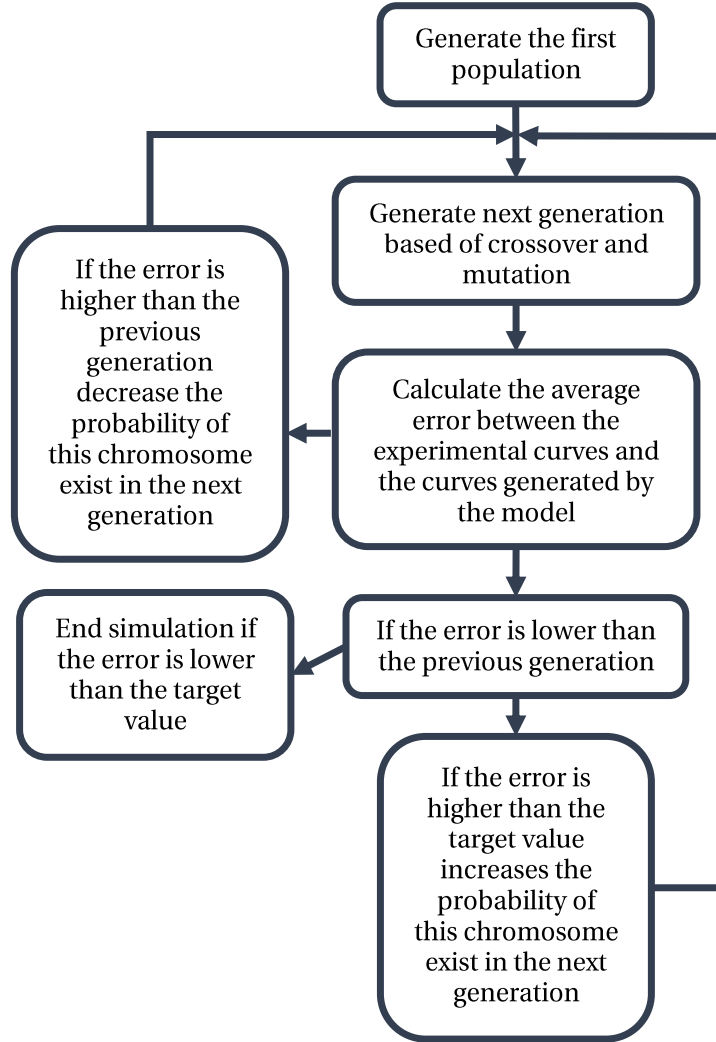 Generate the first
population
Generate next generation
based of crossover and
mutation
If the error is
higher than the
previous
generation
decrease the
probability of
this chromosome
exist in the next
generation
Calculate the average
error between the
experimental curves and
the curves generated by
the model
End simulation if
the error is lower
than the target
value
If the error is lower than
the previous generation
If the error is
higher than the
target value
increases the
probability of
this chromosome
exist in the next
generation